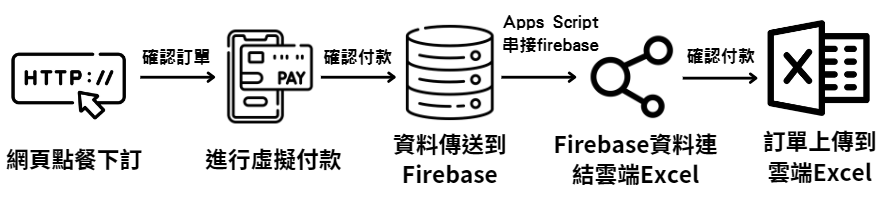 HTTP://
網頁點餐下訂
確認訂單
PAY
進行虛擬付款
確認付款
資料傳送到
Firebase
Apps Script
串接firebase
Firebase資料連
結雲端Excel
確認付款
X
訂單上傳到
雲端Excel